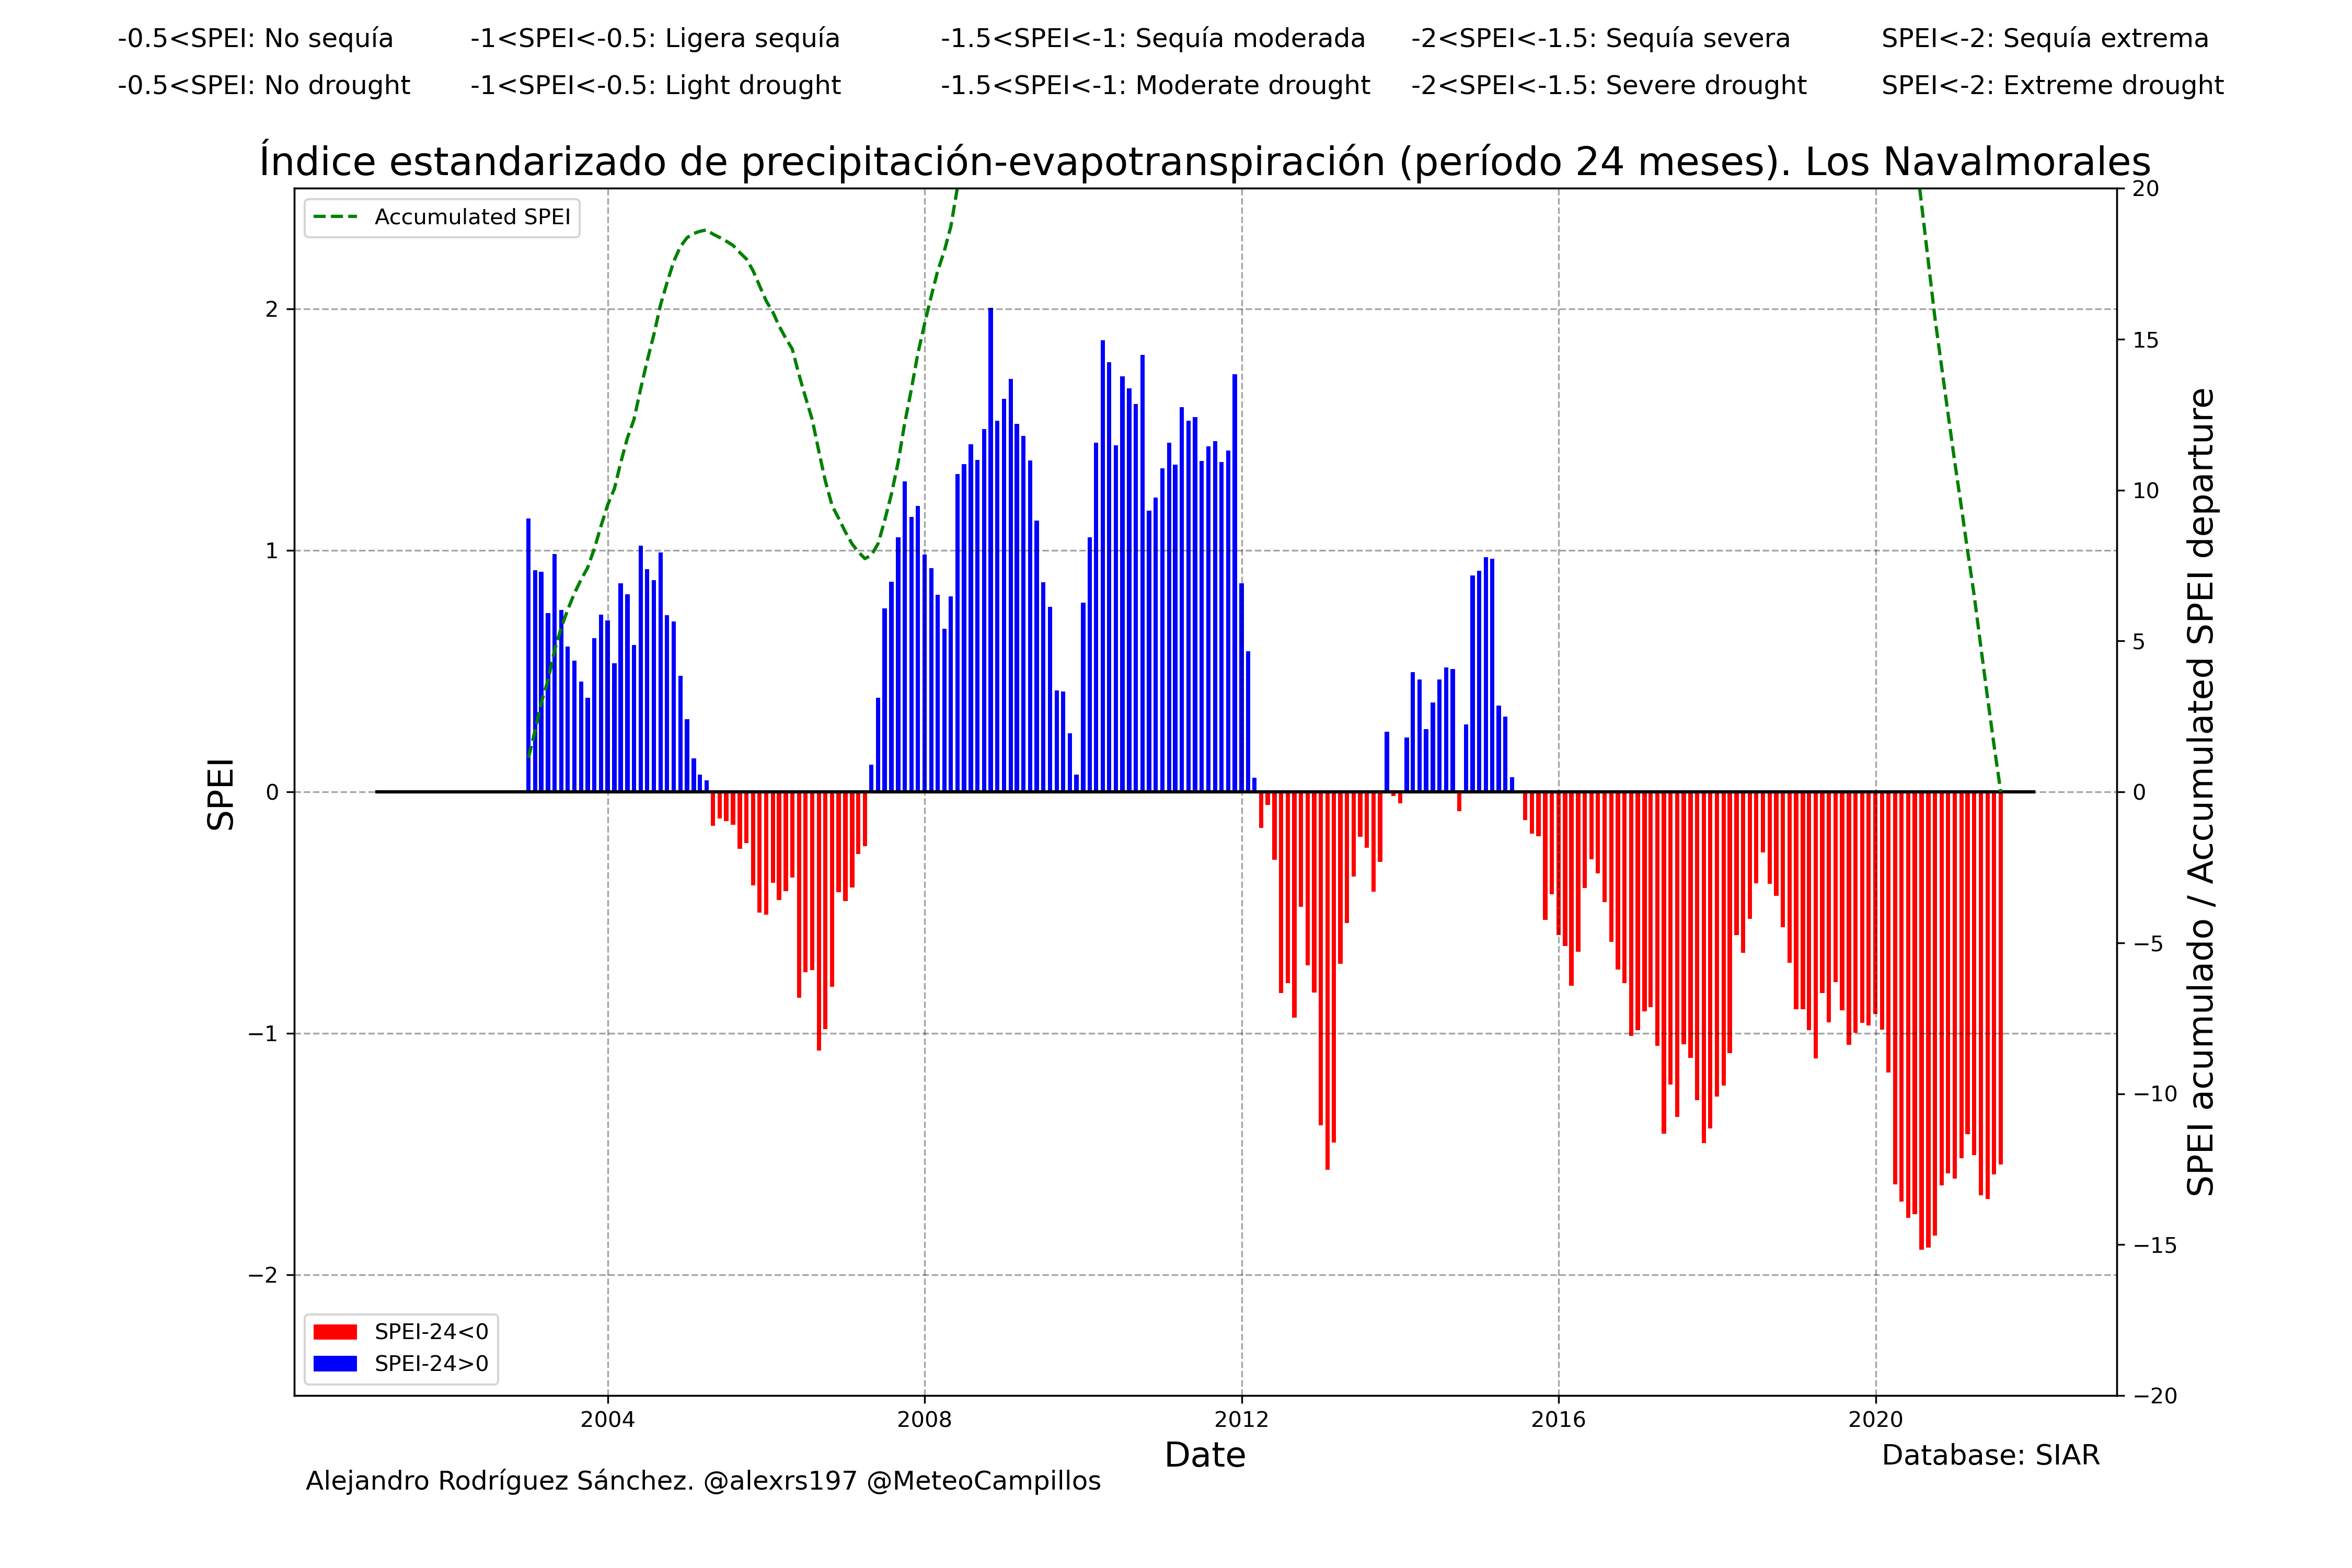 -0.5<SPEI: No sequía -1<SPEI<-0.5: Ligera sequía -1.5<SPEI<-1: Sequía moderada -2<SPEI<-1.5: Sequía severa SPEI<-2: Sequía extrema
-0.5<SPEI: No drought -1<SPEI<-0.5: Light drought -1.5<SPEI<-1: Moderate drought -2<SPEI<-1.5: Severe drought SPEI<-2: Extreme drought
Índice estandarizado de precipitación-evapotranspiración (período 24 meses). Los Navalmorales
Accumulated SPEI
2
1
0
−1
−2
SPEI
20
15
10
5
0
−5
−10
−15
−20
SPEI acumulado / Accumulated SPEI departure
SPEI-24<0
SPEI-24>0
2004 2008 2012 2016 2020
Date
Database: SIAR
Alejandro Rodríguez Sánchez. @alexrs197 @MeteoCampillos